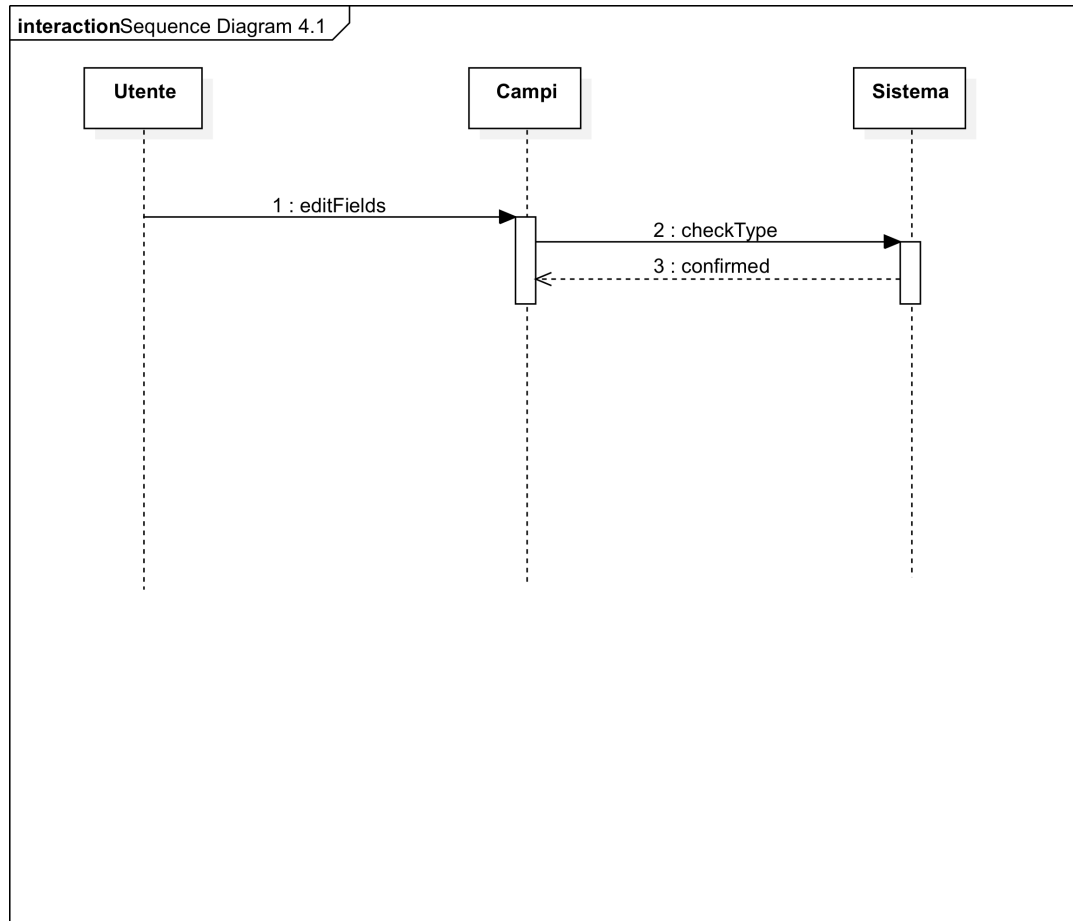 interactionSequence Diagram 4.1
Utente
Campi
Sistema
1 : editFields
2 : checkType
3 : confirmed